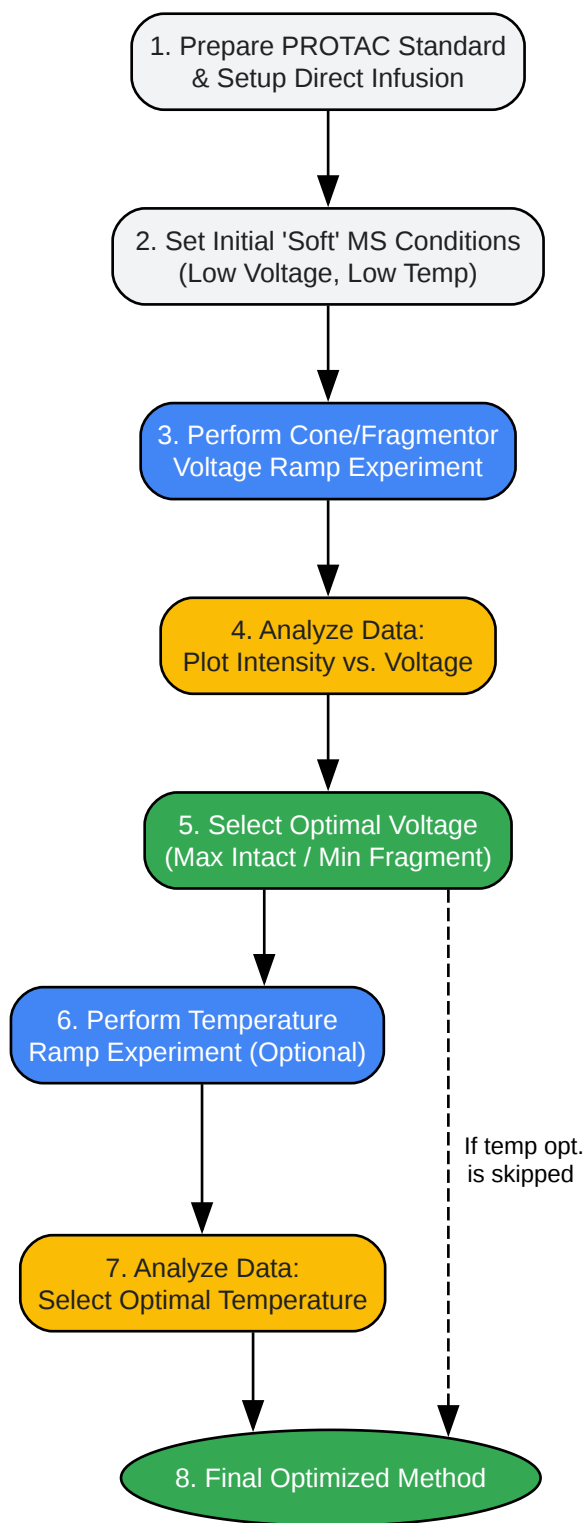 1. Prepare PROTAC Standard
& Setup Direct Infusion
2. Set Initial 'Soft' MS Conditions
(Low Voltage, Low Temp)
3. Perform Cone/Fragmentor
Voltage Ramp Experiment
4. Analyze Data:
Plot Intensity vs. Voltage
5. Select Optimal Voltage
(Max Intact / Min Fragment)
6. Perform Temperature
Ramp Experiment (Optional)
If temp opt.
is skipped
7. Analyze Data:
Select Optimal Temperature
8. Final Optimized Method